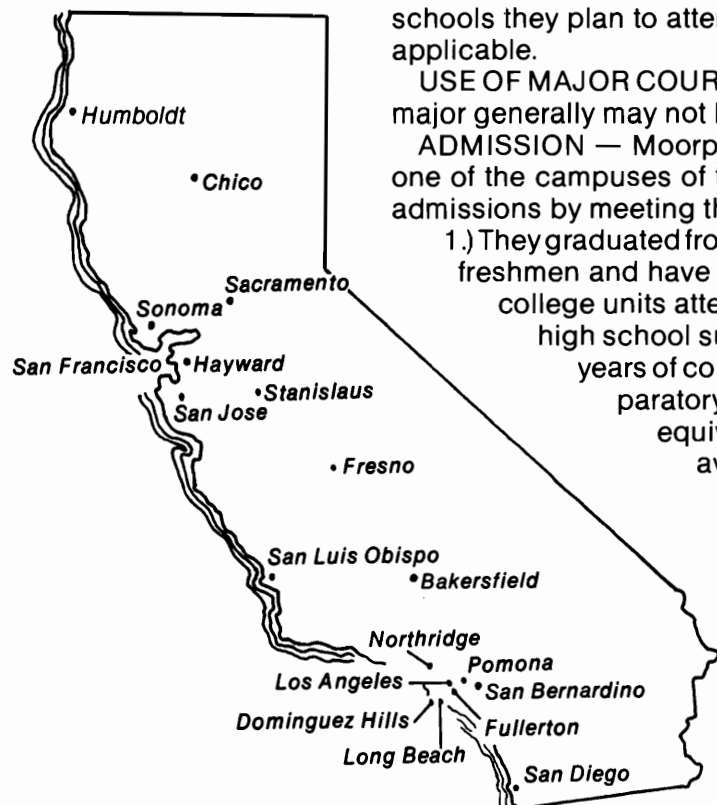 schools they plan to atten
applicable.
USE OF MAJOR COUR
major generally may not
ADMISSION — Moorp
one of the campuses of t
admissions by meeting th
1.) They graduated fro
freshmen and have
college units atte
high school su
years of co
paratory
equiv
av
Humboldt
Chico
Sacramento
Sonoma
San Francisco
Hayward
Stanislaus
San Jose
Fresno
San Luis Obispo
Bakersfield
Northridge
Pomona
Los Angeles
San Bernardino
Dominguez Hills
Fullerton
Long Beach
San Diego